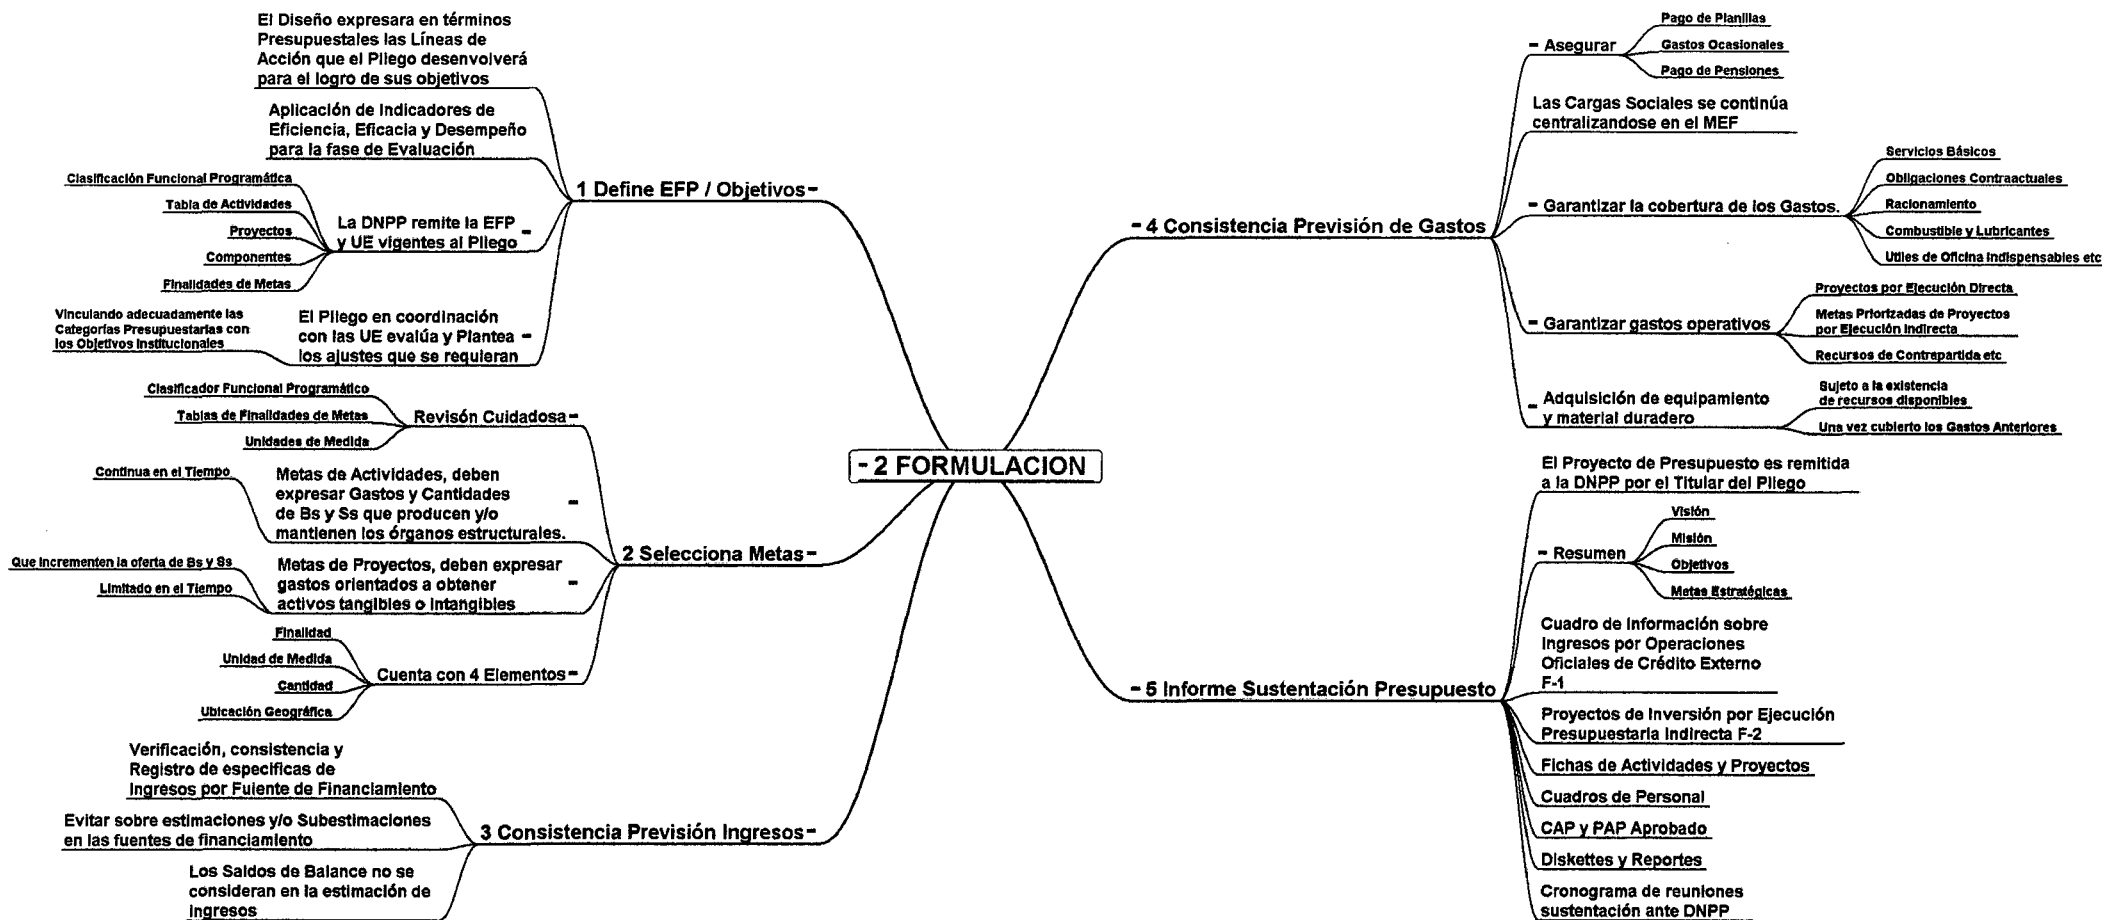 El Diseño expresara en términos
Presupuestales las Líneas de
Acción que el Pliego desenvolverá
para el logro de sus objetivos
Aplicación de Indicadores de
Eficiencia, Eficacia y Desempeño
para la fase de Evaluación
1 Define EFP / Objetivos-
Clasificación Funcional Programática
Tabla de Actividades
Proyectos
Componentes
Finalidades de Metas
La DNPP remite la EFP
y UE vigentes al Pliego -
Vinculando adecuadamente las
Categorías Presupuestarias con
los Objetivos Institucionales
El Pliego en coordinación
con las UE evalúa y Plantea -
los ajustes que se requieran
Clasificador Funcional Programático
Tablas de Finalidades de Metas
Unidades de Medida
Revisón Cuidadosa-
Continua en el Tiempo
Metas de Actividades, deben
expresar Gastos y Cantidades
de Bs y Ss que producen y/o -
mantienen los órganos estructurales.
2 Selecciona Metas-
Que incrementen la oferta de Bs y Ss
Limitado en el Tiempo
Metas de Proyectos, deben expresar
gastos orientados a obtener -
activos tangibles o intangibles
Finalidad
Unidad de Medida
Cantidad
Ubicación Geográfica
Cuenta con 4 Elementos-
Verificación, consistencia y
Registro de especificas de
Ingresos por Fuiente de Financiamiento
Evitar sobre estimaciones y/o Subestimaciones
en las fuentes de financiamiento
3 Consistencia Previsión Ingresos-
Los Saldos de Balance no se
consideran en la estimación de
ingresos
- 2 FORMULACION
- 4 Consistencia Previsión de Gastos
- Asegurar
Pago de Planillas
Gastos Ocasionales
Pago de Pensiones
Las Cargas Sociales se continúa
centralizandose en el MEF
- Garantizar la cobertura de los Gastos.
Servicios Básicos
Obligaciones Contraactuales
Racionamiento
Combustible y Lubricantes
Utiles de Oficina Indispensables etc
- Garantizar gastos operativos
Proyectos por Ejecución Directa
Metas Priorizadas de Proyectos
por Ejecución Indirecta
Recursos de Contrapartida etc
- Adquisición de equipamiento
y material duradero
Sujeto a la existencia
de recursos disponibles
Una vez cubierto los Gastos Anteriores
- 5 Informe Sustentación Presupuesto
El Proyecto de Presupuesto es remitida
a la DNPP por el Titular del Pliego
- Resumen
Visión
Misión
Objetivos
Metas Estratégicas
Cuadro de Información sobre
Ingresos por Operaciones
Oficiales de Crédito Externo
F-1
Proyectos de Inversión por Ejecución
Presupuestaria Indirecta F-2
Fichas de Actividades y Proyectos
Cuadros de Personal
CAP y PAP Aprobado
Diskettes y Reportes
Cronograma de reuniones
sustentación ante DNPP